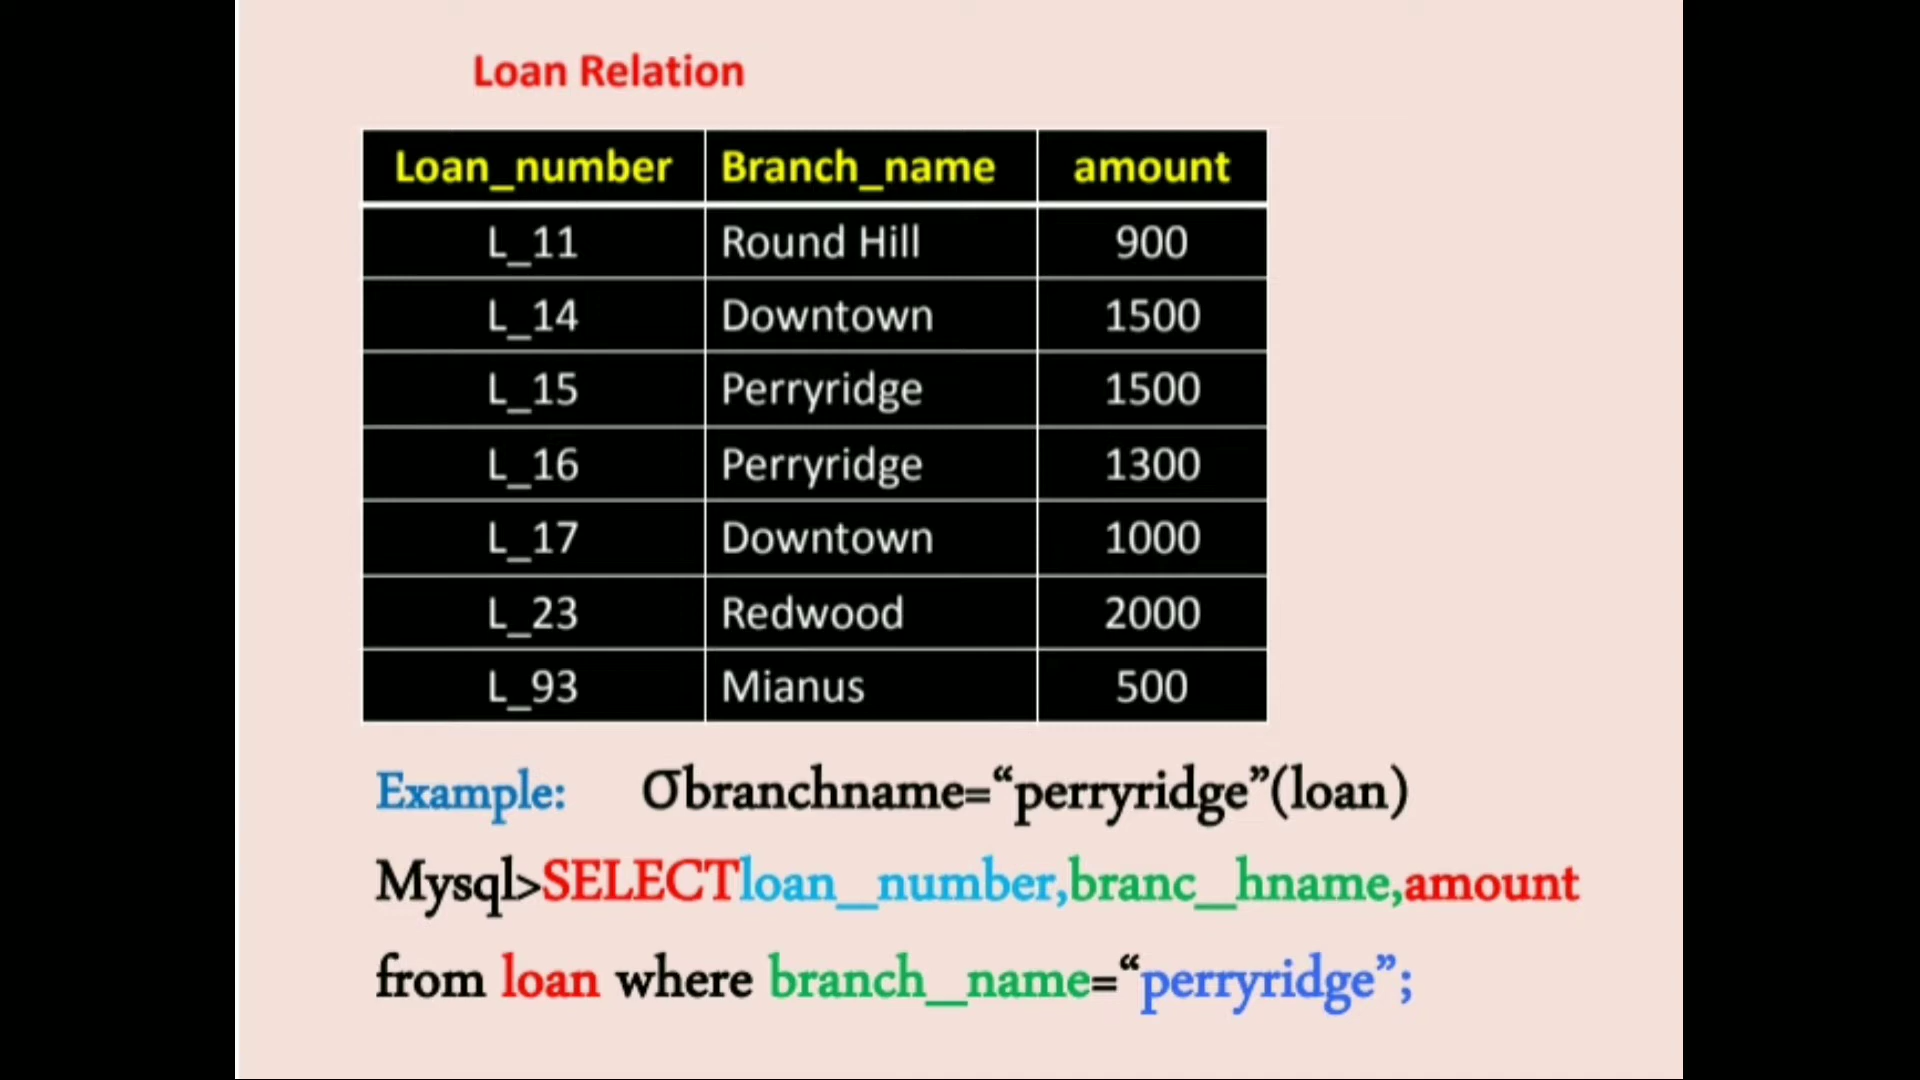 Loan Relation
Loan_number Branch_name amount
L_11 Round Hill 900
L_14 Downtown 1500
L_15 Perryridge 1500
L_16 Perryridge 1300
L_17 Downtown 1000
L_23 Redwood 2000
L_93 Mianus 500
Example: σbranchname=“perryridge”(loan)
Mysql>SELECTloan_number,branc_hname,amount
from loan where branch_name=“perryridge”;